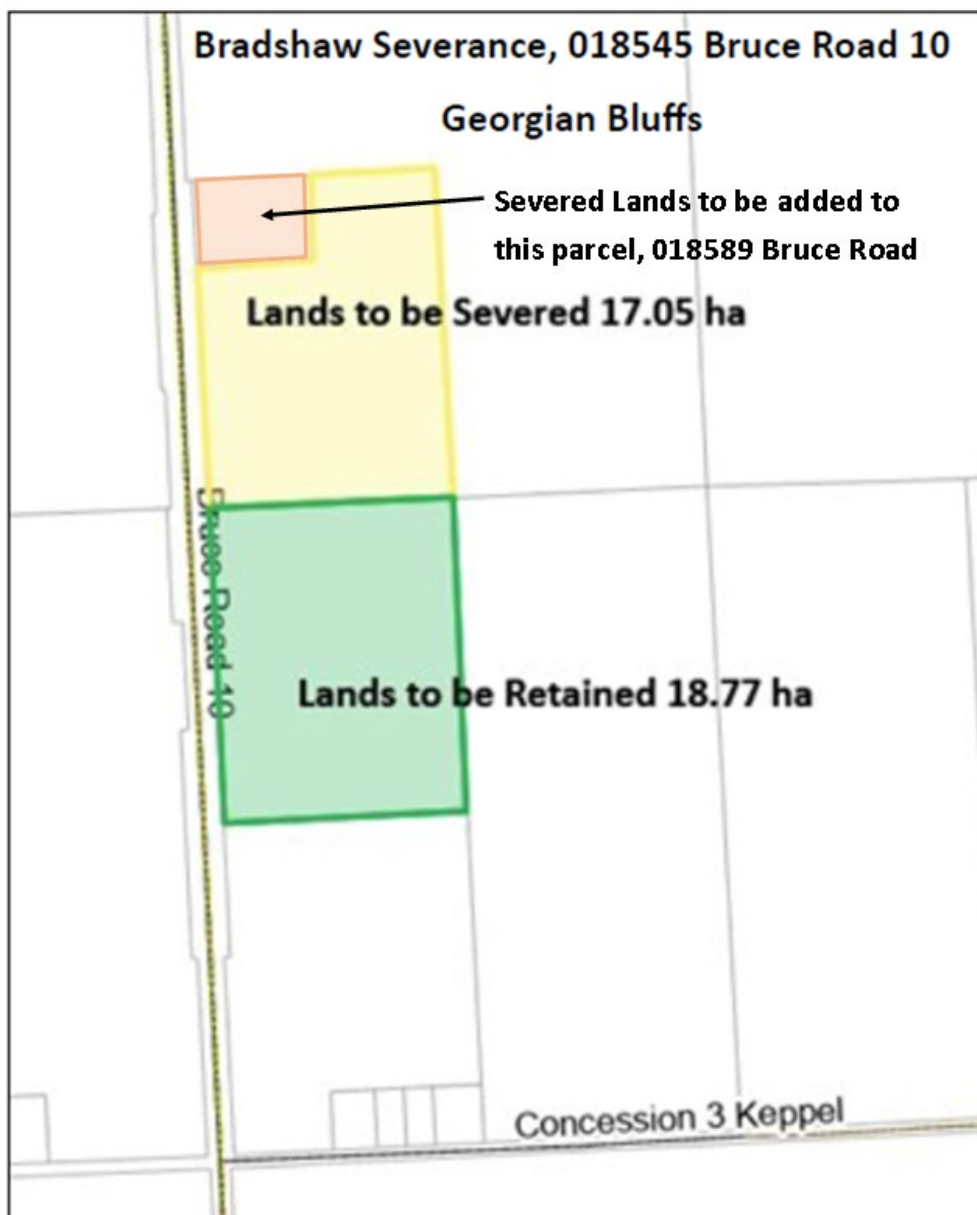 Bradshaw Severance, 018545 Bruce Road 10
Georgian Bluffs
Severed Lands to be added to
this parcel, 018589 Bruce Road
Lands to be Severed 17.05 ha
Bruce Road 10
Lands to be Retained 18.77 ha
Concession 3 Keppel